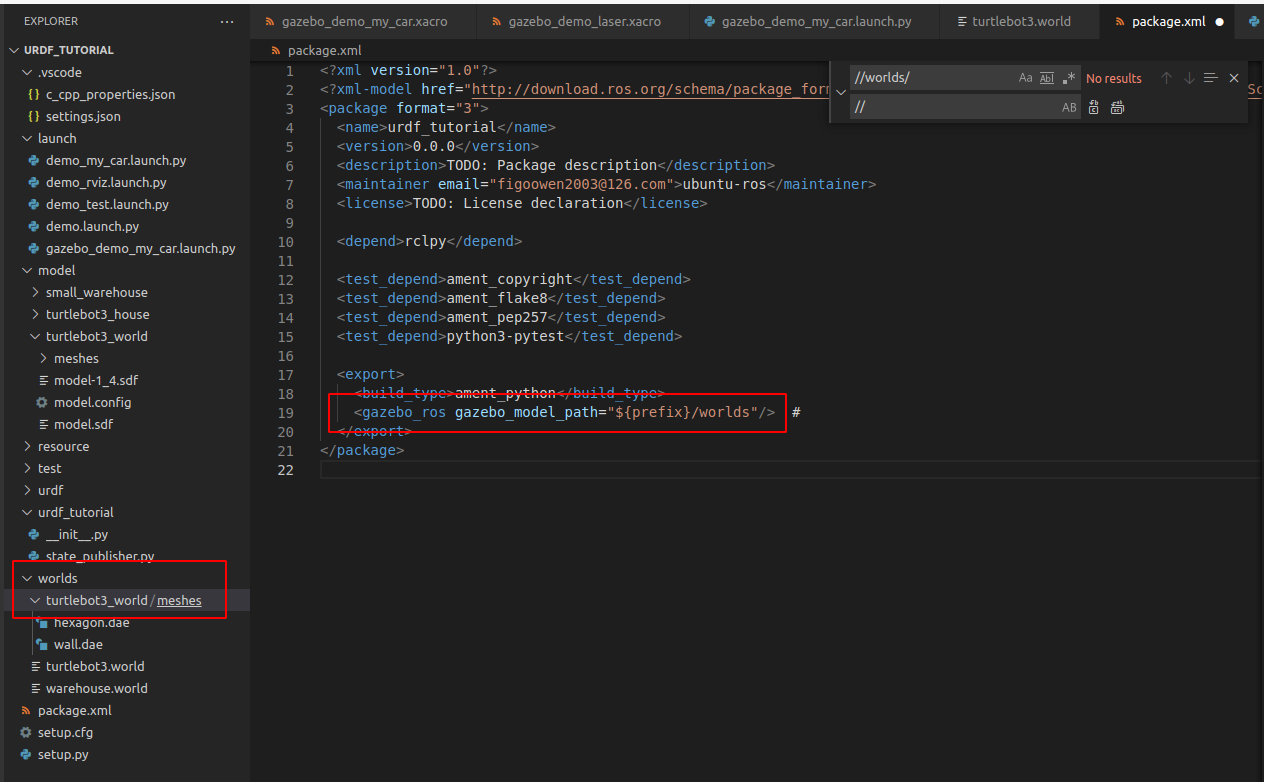 EXPLORER
···
URDF_TUTORIAL
.vscode
{} c_cpp_properties.json
{} settings.json
launch
demo_my_car.launch.py
demo_rviz.launch.py
demo_test.launch.py
demo.launch.py
gazebo_demo_my_car.launch.py
model
small_warehouse
turtlebot3_house
turtlebot3_world
meshes
model-1_4.sdf
model.config
model.sdf
resource
test
urdf
urdf_tutorial
__init__.py
state_publisher.py
worlds
turtlebot3_world/meshes
hexagon.dae
wall.dae
turtlebot3.world
warehouse.world
package.xml
setup.cfg
setup.py
gazebo_demo_my_car.xacro
gazebo_demo_laser.xacro
gazebo_demo_my_car.launch.py
turtlebot3.world
package.xml ●
package.xml
//worlds/
Aa Abl .*
No results
//
AB
1 <?xml version="1.0"?>
2 <?xml-model href="http://download.ros.org/schema/package_for Sc
3 <package format="3">
4 <name>urdf_tutorial</name>
5 <version>0.0.0</version>
6 <description>TODO: Package description</description>
7 <maintainer email="figoowen2003@126.com">ubuntu-ros</maintainer>
8 <license>TODO: License declaration</license>
9
10 <depend>rclpy</depend>
11
12 <test_depend>ament_copyright</test_depend>
13 <test_depend>ament_flake8</test_depend>
14 <test_depend>ament_pep257</test_depend>
15 <test_depend>python3-pytest</test_depend>
16
17 <export>
18 <build_type>ament_python</build_type>
19 <gazebo_ros gazebo_model_path="${prefix}/worlds"/> #
20 </export>
21 </package>
22